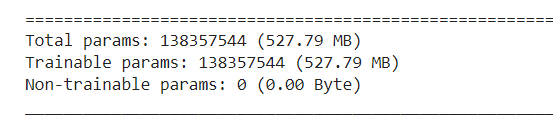 Total params: 138357544 (527.79 MB)
Trainable params: 138357544 (527.79 MB)
Non-trainable params: 0 (0.00 Byte)